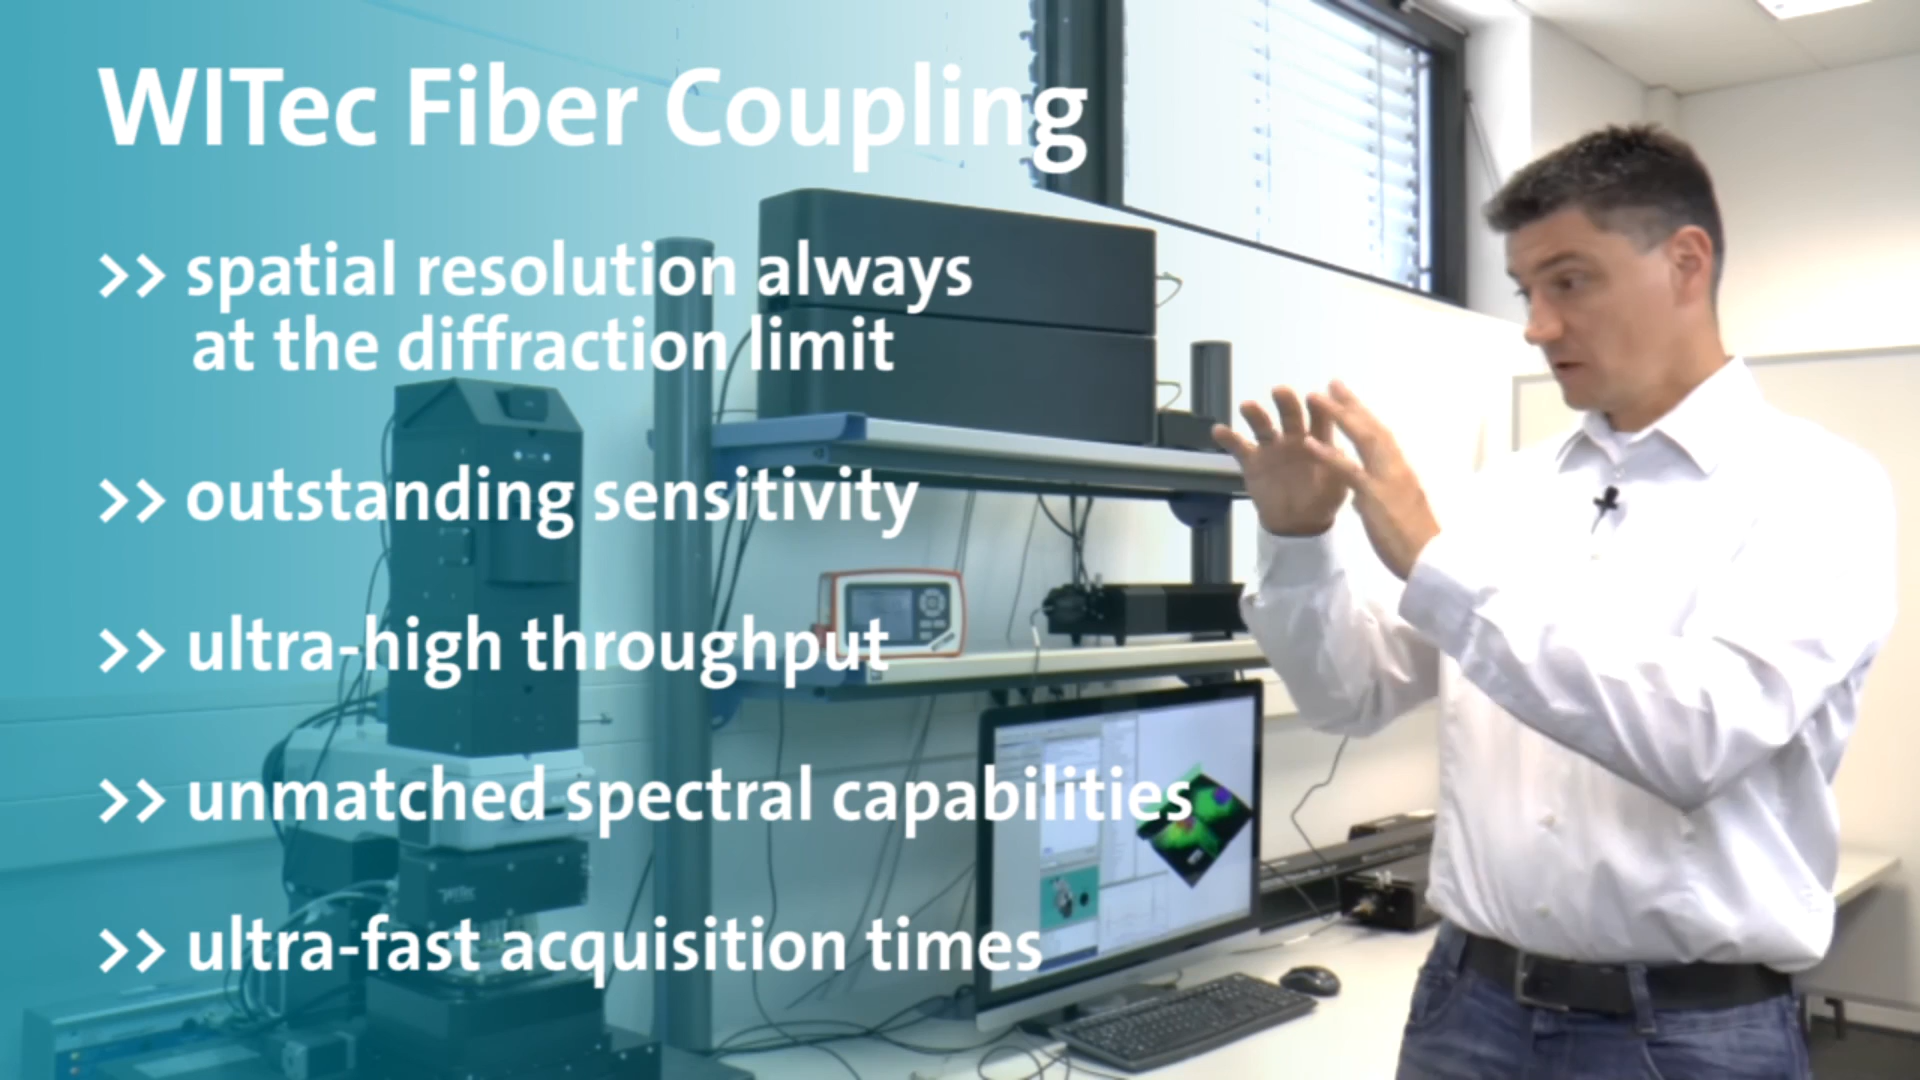 WITec Fiber Coupling
>> spatial resolution always
at the diffraction limit
>> outstanding sensitivity
>> ultra-high throughput
>> unmatched spectral capabilities
>> ultra-fast acquisition times
WITec